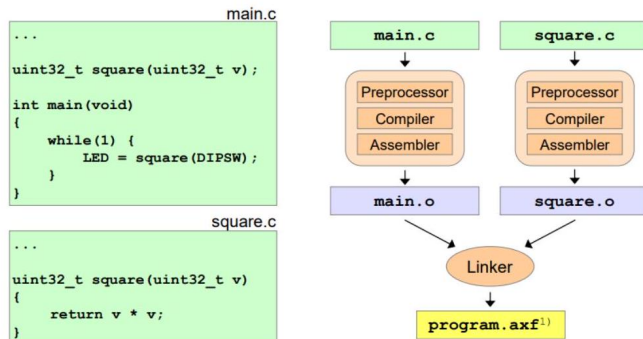 main.c
...
uint32_t square(uint32_t v);
int main(void)
{
    while(1) {
        LED = square(DIPSW);
    }
}
square.c
...
uint32_t square(uint32_t v)
{
    return v * v;
}
main.c
square.c
Preprocessor
Compiler
Assembler
Preprocessor
Compiler
Assembler
main.o
square.o
Linker
program.axf1)